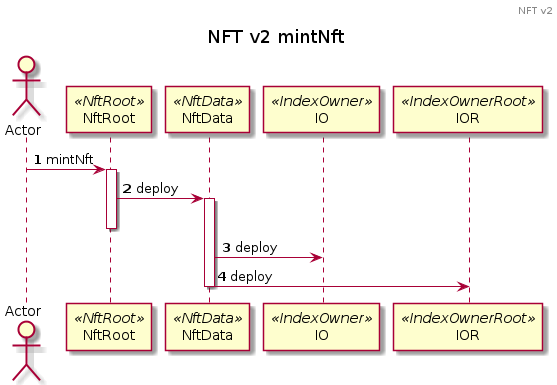 NFT v2
NFT v2 mintNft
Actor
«NftRoot»
NftRoot
«NftData»
NftData
«IndexOwner»
IO
«IndexOwnerRoot»
IOR
1 mintNft
2 deploy
3 deploy
4 deploy
Actor
«NftRoot»
NftRoot
«NftData»
NftData
«IndexOwner»
IO
«IndexOwnerRoot»
IOR